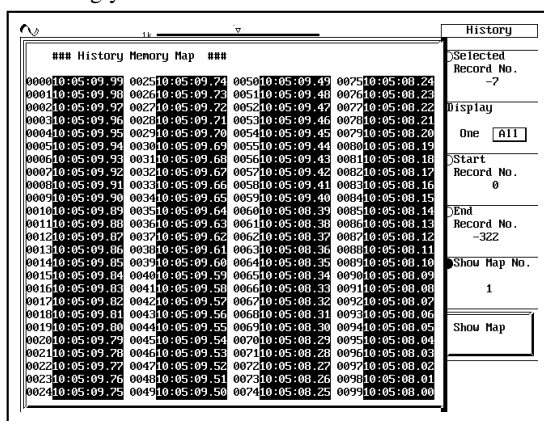 1k
History
### History Memory Map ###
0000 10:05:09.99 0025 10:05:09.74 0050 10:05:09.49 0075 10:05:08.24
0001 10:05:09.98 0026 10:05:09.73 0051 10:05:09.48 0076 10:05:08.23
0002 10:05:09.97 0027 10:05:09.72 0052 10:05:09.47 0077 10:05:08.22
0003 10:05:09.96 0028 10:05:09.71 0053 10:05:09.46 0078 10:05:08.21
0004 10:05:09.95 0029 10:05:09.70 0054 10:05:09.45 0079 10:05:08.20
0005 10:05:09.94 0030 10:05:09.69 0055 10:05:09.44 0080 10:05:08.19
0006 10:05:09.93 0031 10:05:09.68 0056 10:05:09.43 0081 10:05:08.18
0007 10:05:09.92 0032 10:05:09.67 0057 10:05:09.42 0082 10:05:08.17
0008 10:05:09.91 0033 10:05:09.66 0058 10:05:09.41 0083 10:05:08.16
0009 10:05:09.90 0034 10:05:09.65 0059 10:05:09.40 0084 10:05:08.15
0010 10:05:09.89 0035 10:05:09.64 0060 10:05:08.39 0085 10:05:08.14
0011 10:05:09.88 0036 10:05:09.63 0061 10:05:08.38 0086 10:05:08.13
0012 10:05:09.87 0037 10:05:09.62 0062 10:05:08.37 0087 10:05:08.12
0013 10:05:09.86 0038 10:05:09.61 0063 10:05:08.36 0088 10:05:08.11
0014 10:05:09.85 0039 10:05:09.60 0064 10:05:08.35 0089 10:05:08.10
0015 10:05:09.84 0040 10:05:09.59 0065 10:05:08.34 0090 10:05:08.09
0016 10:05:09.83 0041 10:05:09.58 0066 10:05:08.33 0091 10:05:08.08
0017 10:05:09.82 0042 10:05:09.57 0067 10:05:08.32 0092 10:05:08.07
0018 10:05:09.81 0043 10:05:09.56 0068 10:05:08.31 0093 10:05:08.06
0019 10:05:09.80 0044 10:05:09.55 0069 10:05:08.30 0094 10:05:08.05
0020 10:05:09.79 0045 10:05:09.54 0070 10:05:08.29 0095 10:05:08.04
0021 10:05:09.78 0046 10:05:09.53 0071 10:05:08.28 0096 10:05:08.03
0022 10:05:09.77 0047 10:05:09.52 0072 10:05:08.27 0097 10:05:08.02
0023 10:05:09.76 0048 10:05:09.51 0073 10:05:08.26 0098 10:05:08.01
0024 10:05:09.75 0049 10:05:09.50 0074 10:05:08.25 0099 10:05:08.00
Selected
Record No.
-7
Display
One All
Start
Record No.
0
End
Record No.
-322
Show Map No.
1
Show Map